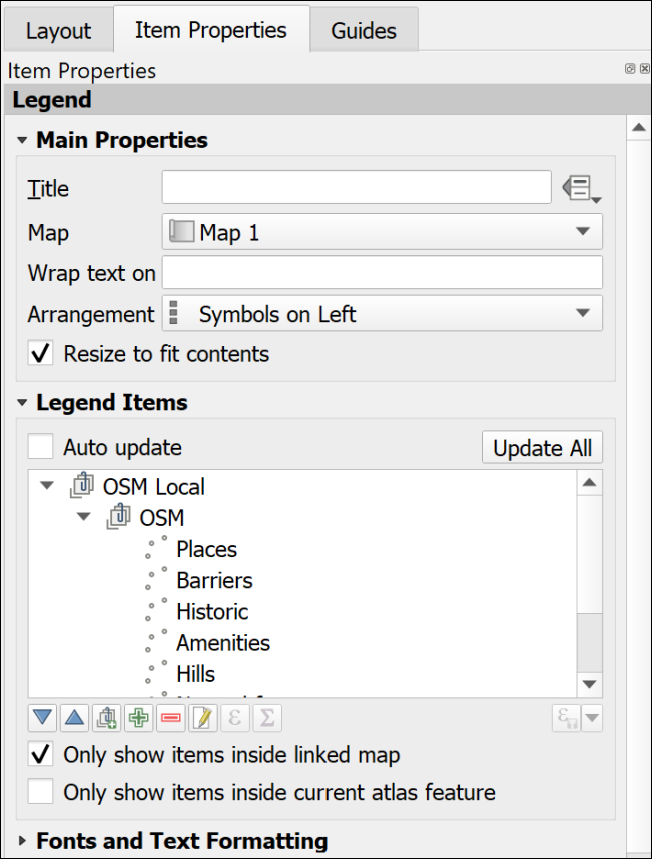 Layout Item Properties Guides
Item Properties
Legend
Main Properties
Title
Map Map 1
Wrap text on
Arrangement Symbols on Left
Resize to fit contents
Legend Items
Auto update Update All
OSM Local
OSM
Places
Barriers
Historic
Amenities
Hills
Only show items inside linked map
Only show items inside current atlas feature
Fonts and Text Formatting